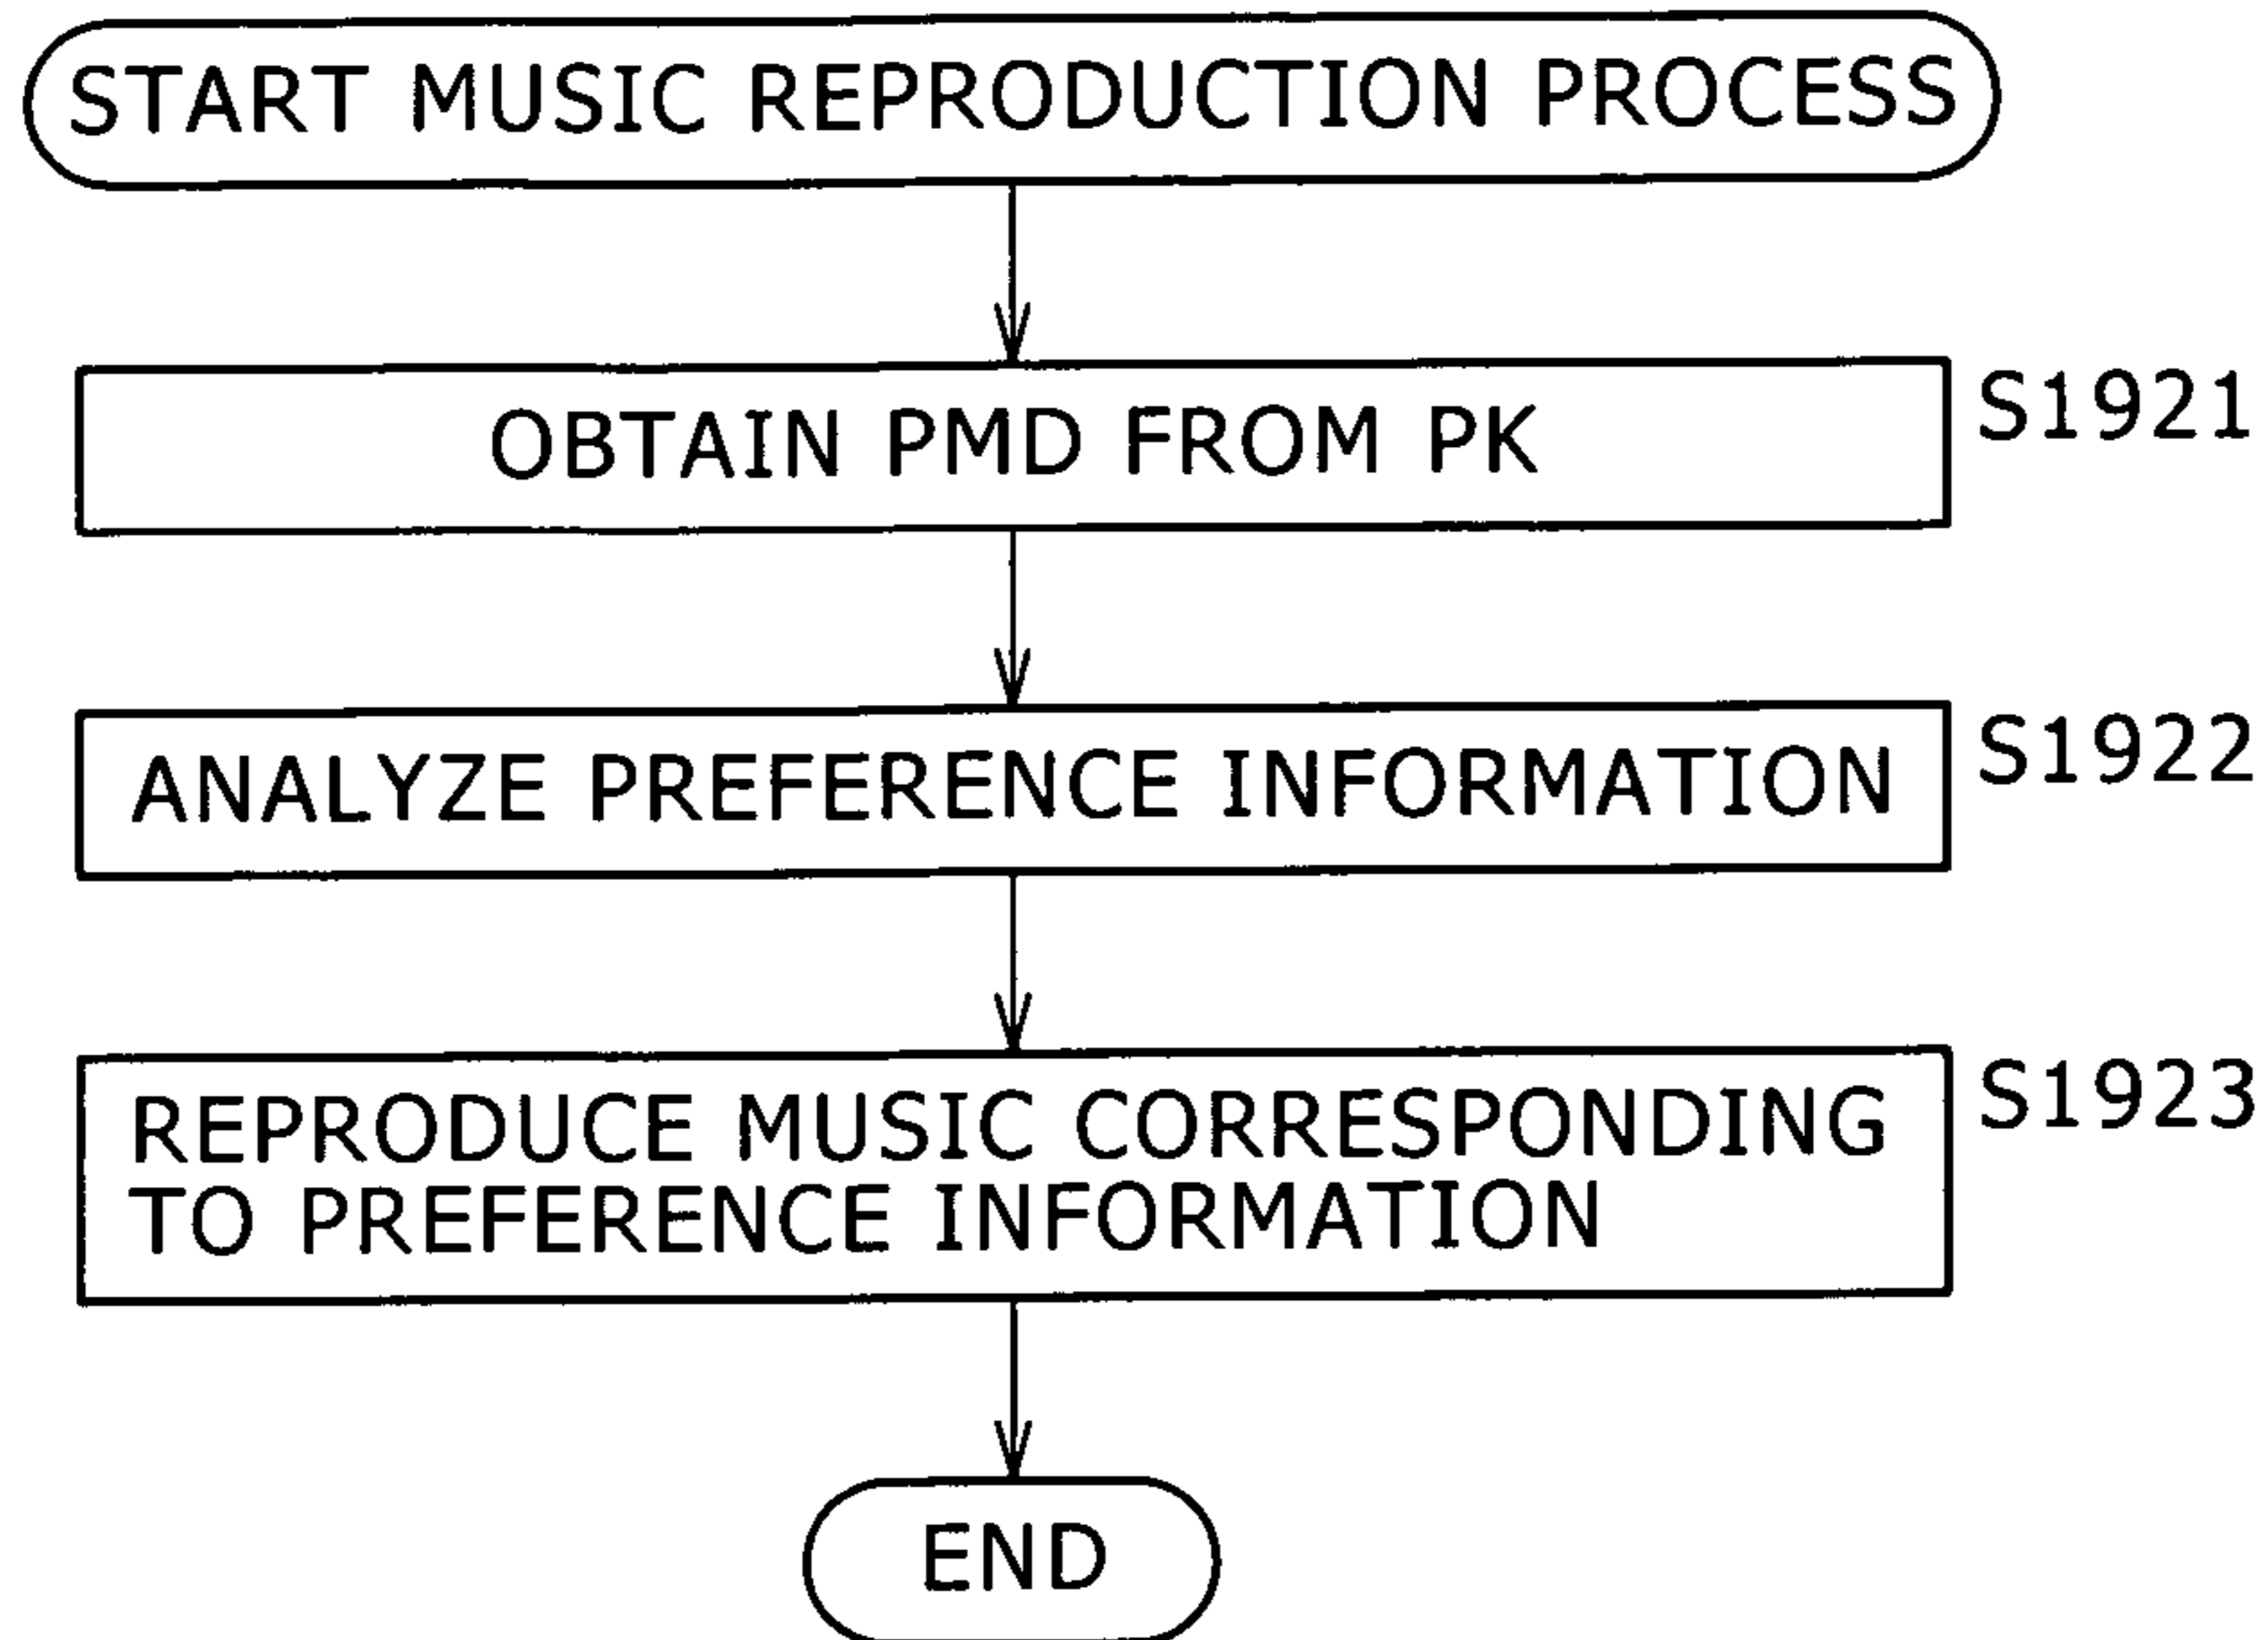 START MUSIC REPRODUCTION PROCESS
OBTAIN PMD FROM PK
S1921
ANALYZE PREFERENCE INFORMATION
S1922
REPRODUCE MUSIC CORRESPONDING
TO PREFERENCE INFORMATION
S1923
END